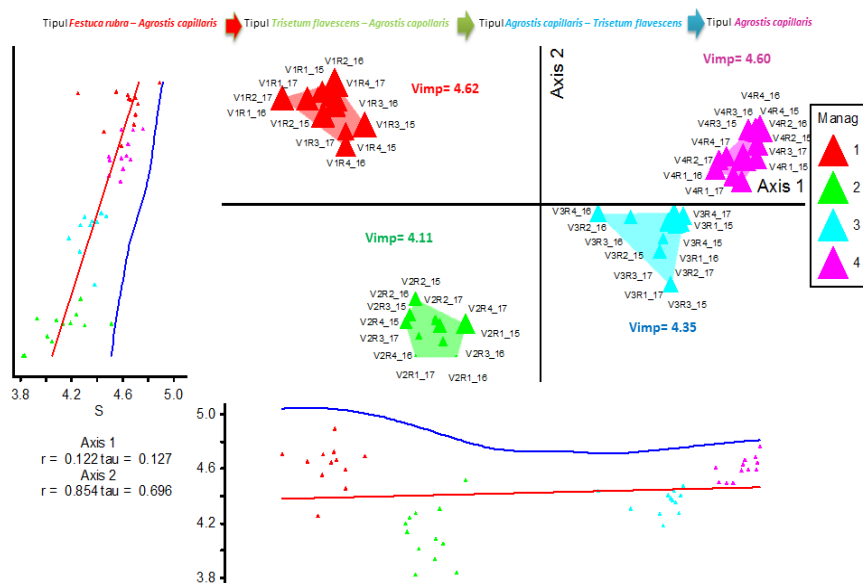 Tipul Festuca rubra – Agrostis capillaris Tipul Trisetum flavescens – Agrostis capollaris Tipul Agrostis capillaris – Trisetum flavescens Tipul Agrostis capillaris
Axis 2
V1R2_16
V1R1_15
V1R1_17
V1R4_17
V1R2_17
V1R3_16
V1R1_16
V1R2_15
V1R3_15
V1R3_17
V1R4_15
V1R4_16
Vimp= 4.62
Vimp= 4.60
V4R4_16
V4R3_16
V4R4_15
V4R3_15
V4R2_16
V4R4_17
V4R2_15
V4R3_17
V4R2_17
V4R1_15
V4R1_16
V4R1_17
Axis 1
Manag
1
2
3
4
V3R4_16
V3R4_17
V3R2_16
V3R1_15
V3R3_16
V3R4_15
V3R2_15
V3R1_16
V3R3_17
V3R2_17
V3R1_17
V3R3_15
Vimp= 4.35
Vimp= 4.11
V2R2_15
V2R2_16
V2R2_17
V2R3_15
V2R4_17
V2R4_15
V2R1_15
V2R3_17
V2R3_16
V2R4_16
V2R1_17
V2R1_16
3.8 4.2 4.6 5.0
S
Axis 1
r = 0.122 tau = 0.127
Axis 2
r = 0.854 tau = 0.696
5.0
4.6
4.2
3.8